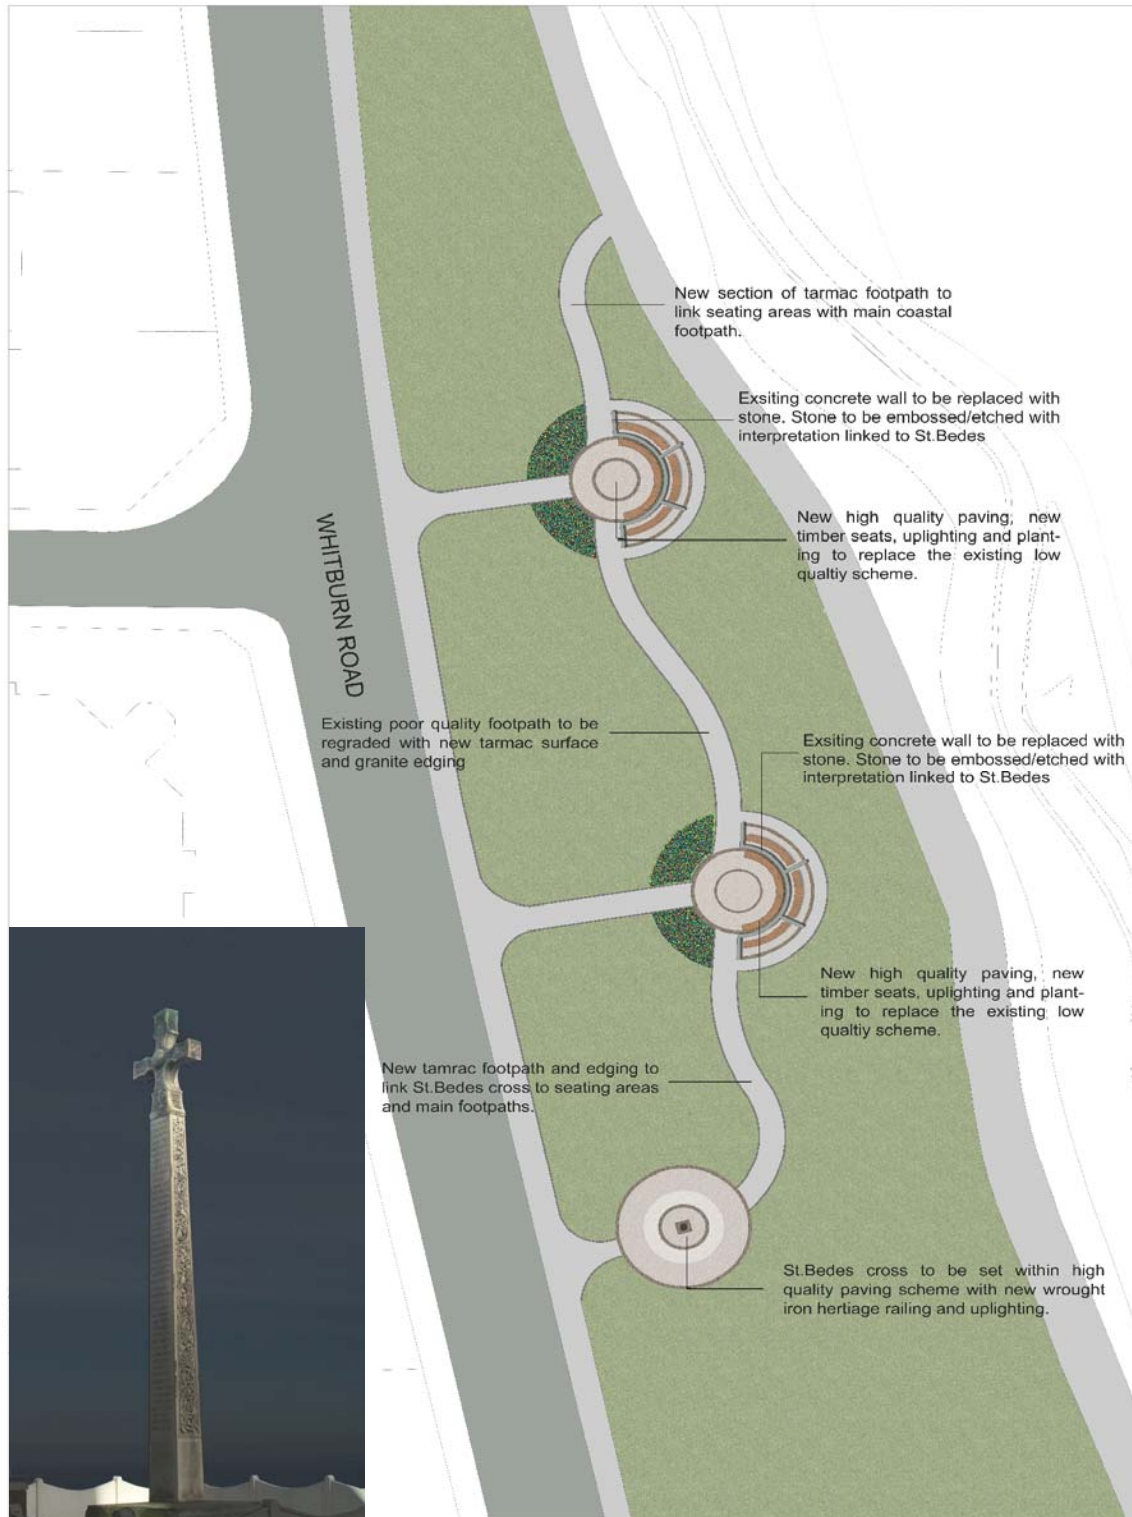 New section of tarmac footpath to
link seating areas with main coastal
footpath.
Exsiting concrete wall to be replaced with
stone. Stone to be embossed/etched with
interpretation linked to St.Bedes
New high quality paving, new
timber seats, uplighting and plant-
ing to replace the existing low
qualtiy scheme.
WHITBURN ROAD
Existing poor quality footpath to be
regraded with new tarmac surface
and granite edging
Exsiting concrete wall to be replaced with
stone. Stone to be embossed/etched with
interpretation linked to St.Bedes
New high quality paving, new
timber seats, uplighting and plant-
ing to replace the existing low
qualtiy scheme.
New tamrac footpath and edging to
link St.Bedes cross to seating areas
and main footpaths.
St.Bedes cross to be set within high
quality paving scheme with new wrought
iron hertiage railing and uplighting.